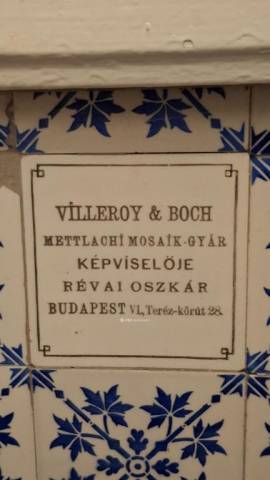 VILLEROY & BOCH
METTLACHI MOSAIK-GYÁR
KÉPVISELŐJE
RÉVAI OSZKÁR
BUDAPEST VI, Teréz-körút 28.